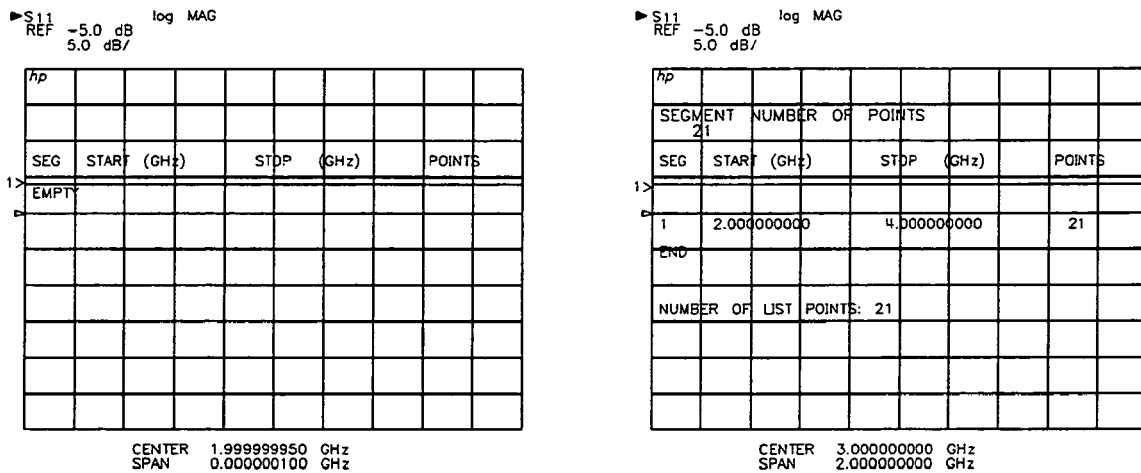 S11 log MAG
REF -5.0 dB
5.0 dB/
hp
SEG START (GHz) STOP (GHz) POINTS
1>
EMPTY
CENTER 1.999999950 GHz
SPAN 0.000000100 GHz
S11 log MAG
REF -5.0 dB
5.0 dB/
hp
SEGMENT NUMBER OF POINTS
21
SEG START (GHz) STOP (GHz) POINTS
1>
1 2.000000000 4.000000000 21
END
NUMBER OF LIST POINTS: 21
CENTER 3.000000000 GHz
SPAN 2.000000000 GHz